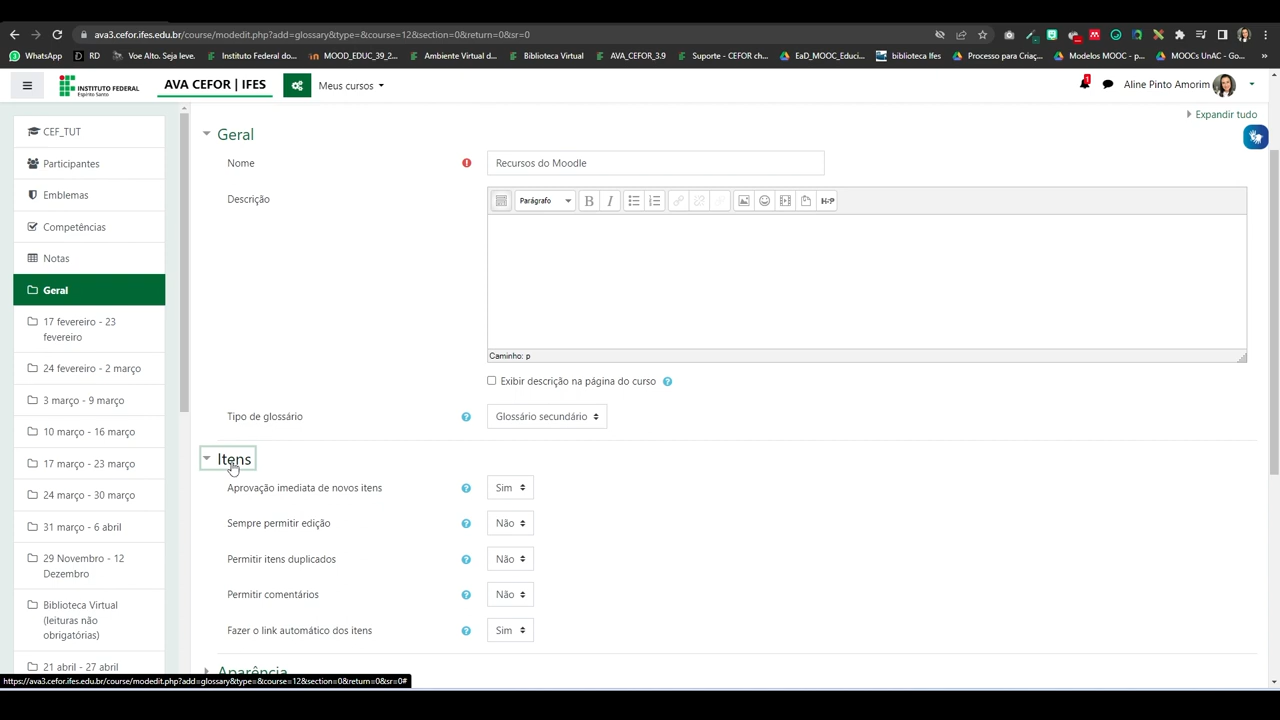 ava3.cefor.ifes.edu.br/course/modedit.php?add=glossary&type=&course=12&section=0&return=0&sr=0
WhatsApp
RD
Voe Alto. Seja leve.
Instituto Federal do...
MOOD_EDUC_39_2...
Ambiente Virtual d...
Biblioteca Virtual
AVA_CEFOR_3.9
Suporte - CEFOR ch...
EaD_MOOC_Educi...
biblioteca Ifes
Processo para Criaç...
Modelos MOOC - p...
MOOCs UnAC - Go...
INSTITUTO FEDERAL
Espírito Santo
AVA CEFOR | IFES
Meus cursos
1
Aline Pinto Amorim
Expandir tudo
CEF_TUT
Participantes
Emblemas
Competências
Notas
Geral
17 fevereiro - 23
fevereiro
24 fevereiro - 2 março
3 março - 9 março
10 março - 16 março
17 março - 23 março
24 março - 30 março
31 março - 6 abril
29 Novembro - 12
Dezembro
Biblioteca Virtual
(leituras não
obrigatórias)
21 abril - 27 abril
Geral
Nome
Recursos do Moodle
Descrição
Parágrafo
B I
H-P
Caminho: p
Exibir descrição na página do curso
Tipo de glossário
Glossário secundário
Itens
Aprovação imediata de novos itens
Sim
Sempre permitir edição
Não
Permitir itens duplicados
Não
Permitir comentários
Não
Fazer o link automático dos itens
Sim
Aparência
https://ava3.cefor.ifes.edu.br/course/modedit.php?add=glossary&type=&course=12&section=0&return=0&sr=0#